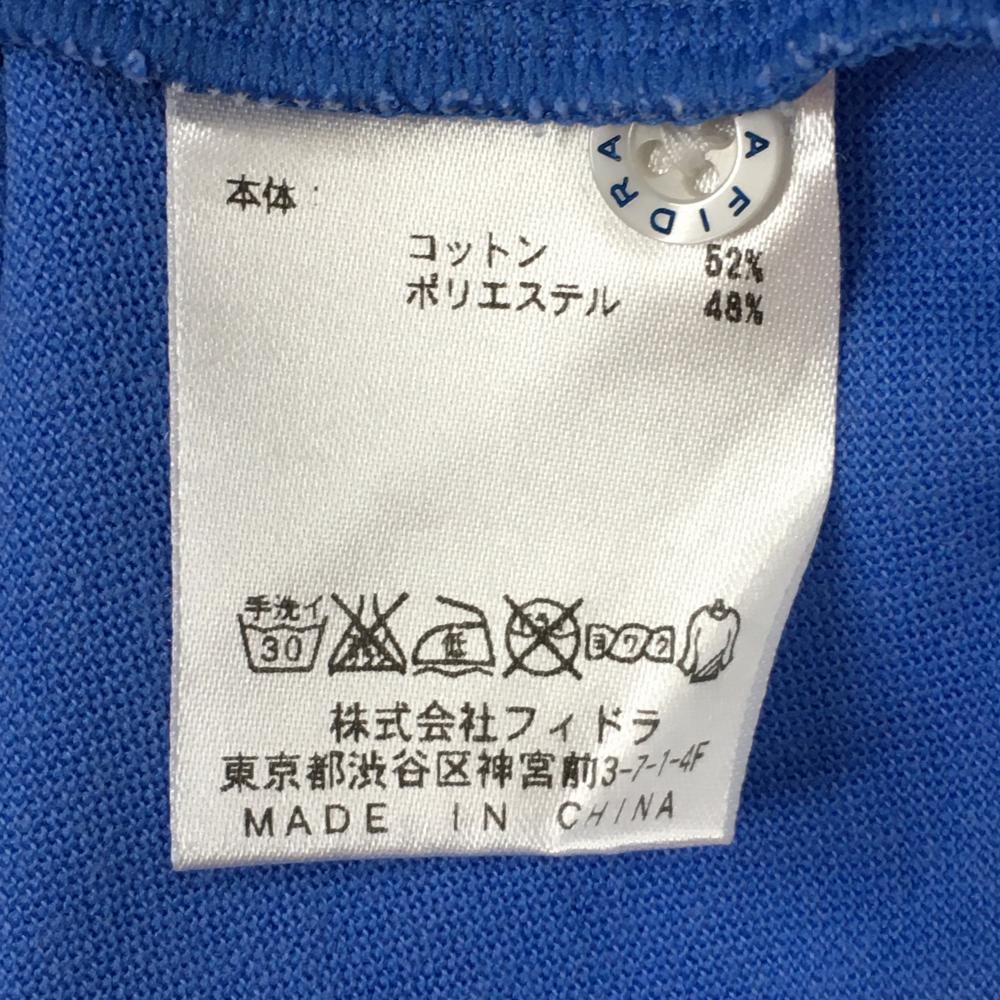 本体
FIDRA
コットン 52%
ポリエステル 48%
手洗イ
30 低 ヨワク
株式会社フィドラ
東京都渋谷区神宮前3-7-1-4F
MADE IN CHINA